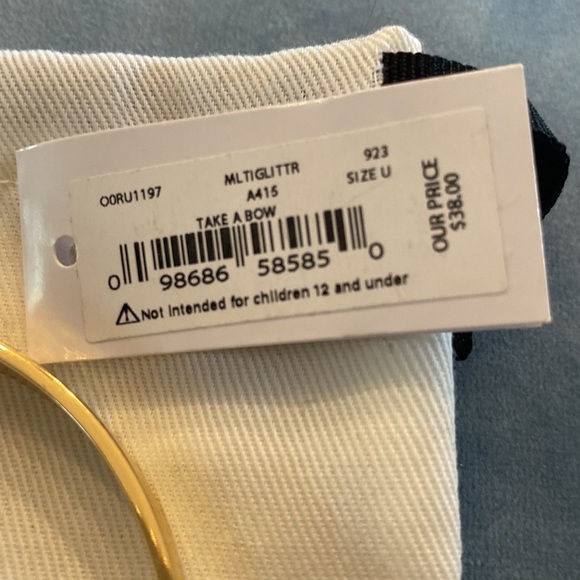 OORU1197
MLTIGLITTR
923
A415
SIZE U
TAKE A BOW
0 98686 58585 0
⚠Not intended for children 12 and under
OUR PRICE
$38.00